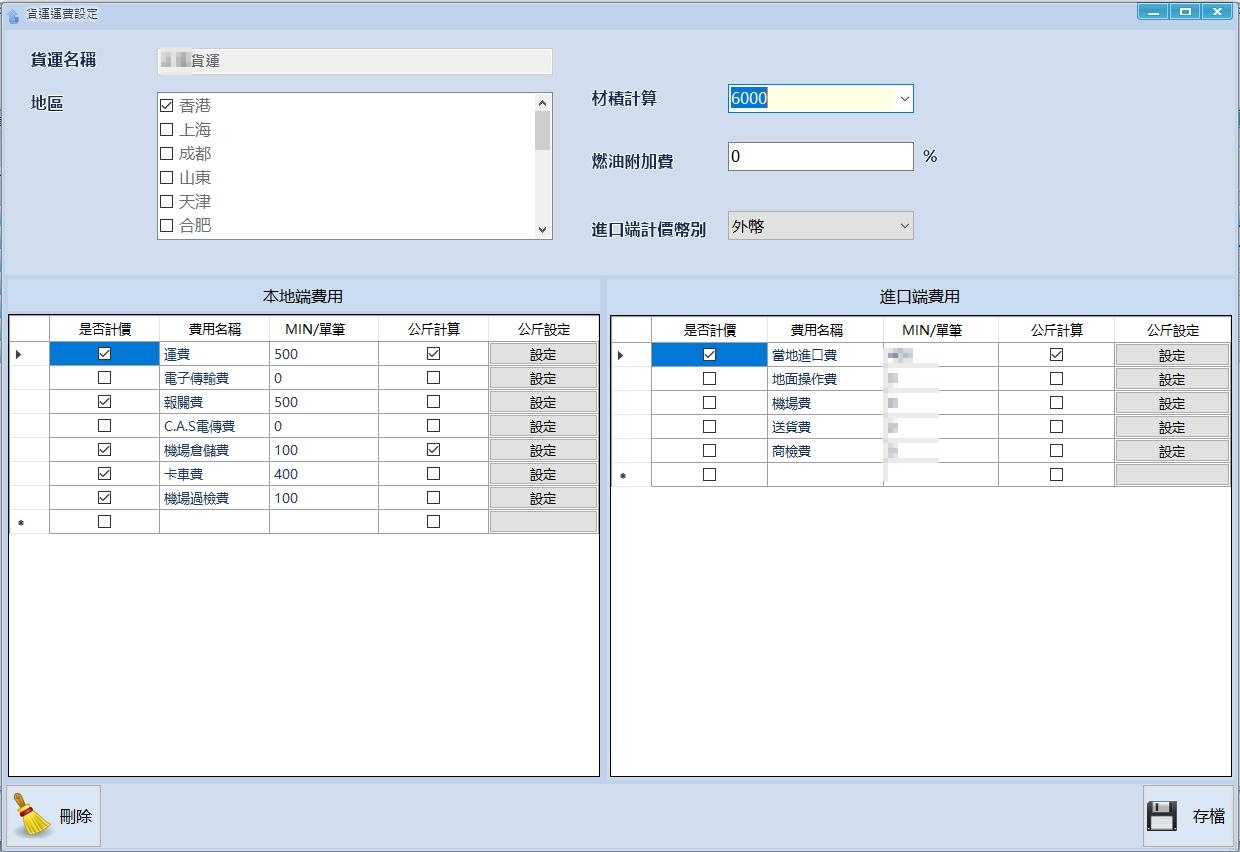 貨運運費設定
貨運名稱
貨運
地區
香港
上海
成都
山東
天津
合肥
材積計算
6000
燃油附加費
0
%
進口端計價幣別
外幣
本地端費用
是否計價 費用名稱 MIN/單筆 公斤計算 公斤設定
運費 500 設定
電子傳輸費 0 設定
報關費 500 設定
C.A.S電傳費 0 設定
機場倉儲費 100 設定
卡車費 400 設定
機場過檢費 100 設定
進口端費用
是否計價 費用名稱 MIN/單筆 公斤計算 公斤設定
當地進口費 設定
地面操作費 設定
機場費 設定
送貨費 設定
商檢費 設定
刪除
存檔